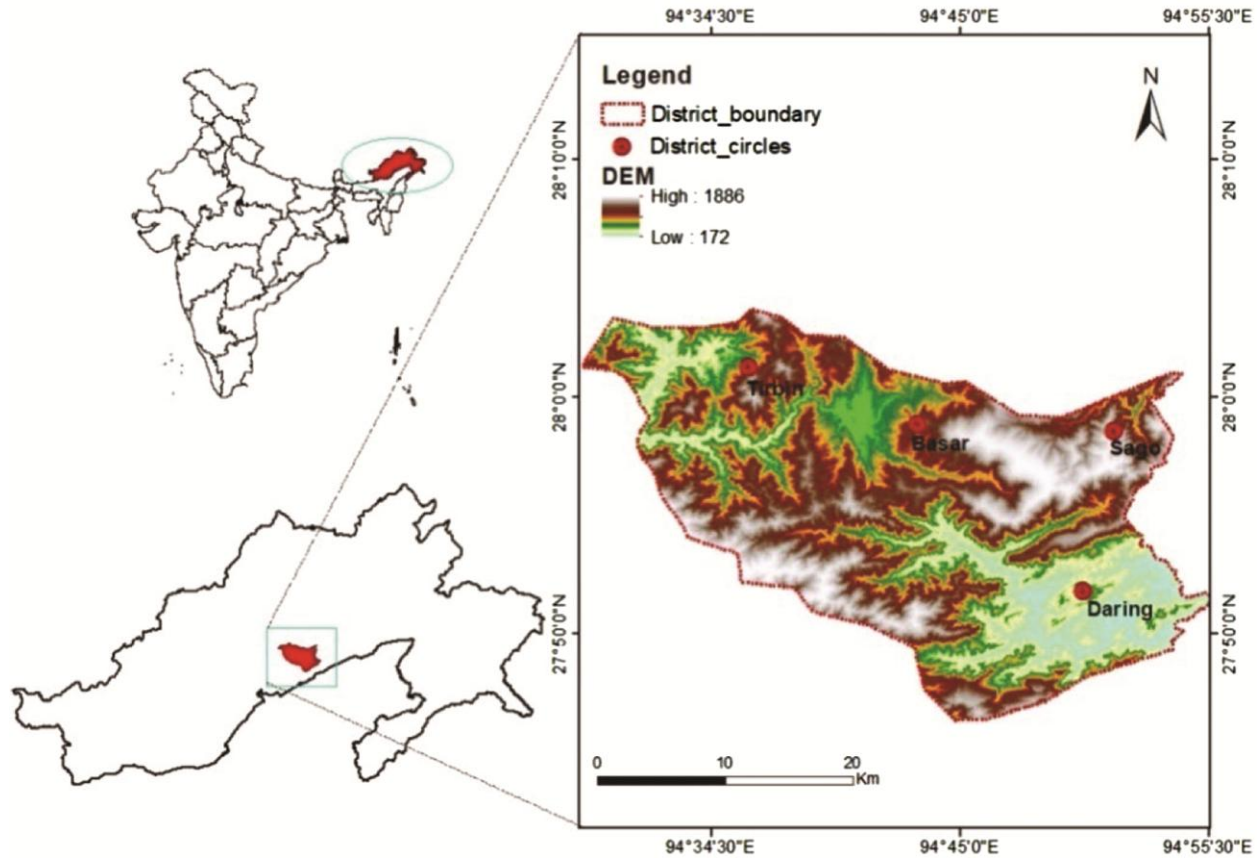 94°34'30"E
94°45'0"E
94°55'30"E
Legend
District_boundary
District_circles
DEM
High : 1886
Low : 172
N
28°10'0"N
28°10'0"N
28°0'0"N
28°0'0"N
27°50'0"N
27°50'0"N
Tirbin
Basar
Sago
Daring
0 10 20
Km
94°34'30"E
94°45'0"E
94°55'30"E